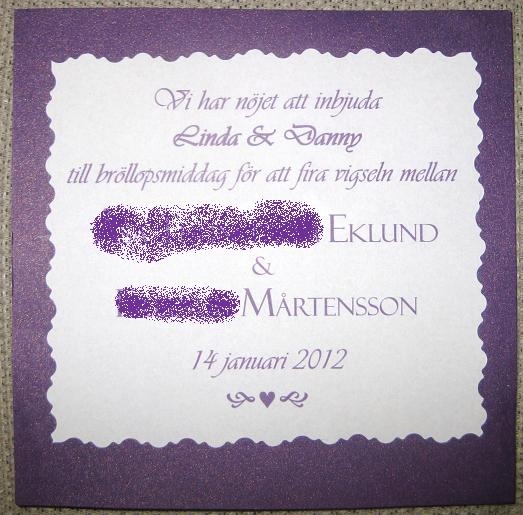 Vi har nöjet att inbjuda
Linda & Danny
till bröllopsmiddag för att fira vigseln mellan
EKLUND
&
MÅRTENSSON
14 januari 2012